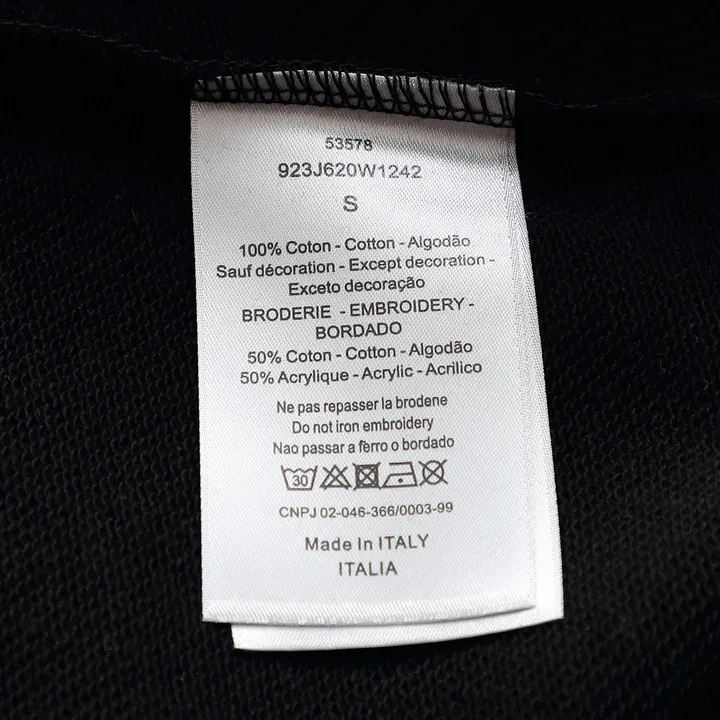 53578
923J620W1242
S
100% Coton - Cotton - Algodão
Sauf décoration - Except decoration -
Exceto decoração
BRODERIE - EMBROIDERY -
BORDADO
50% Coton - Cotton - Algodão
50% Acrylique - Acrylic - Acrilico
Ne pas repasser la brodene
Do not iron embroidery
Nao passar a ferro o bordado
30
CNPJ 02-046-366/0003-99
Made In ITALY
ITALIA